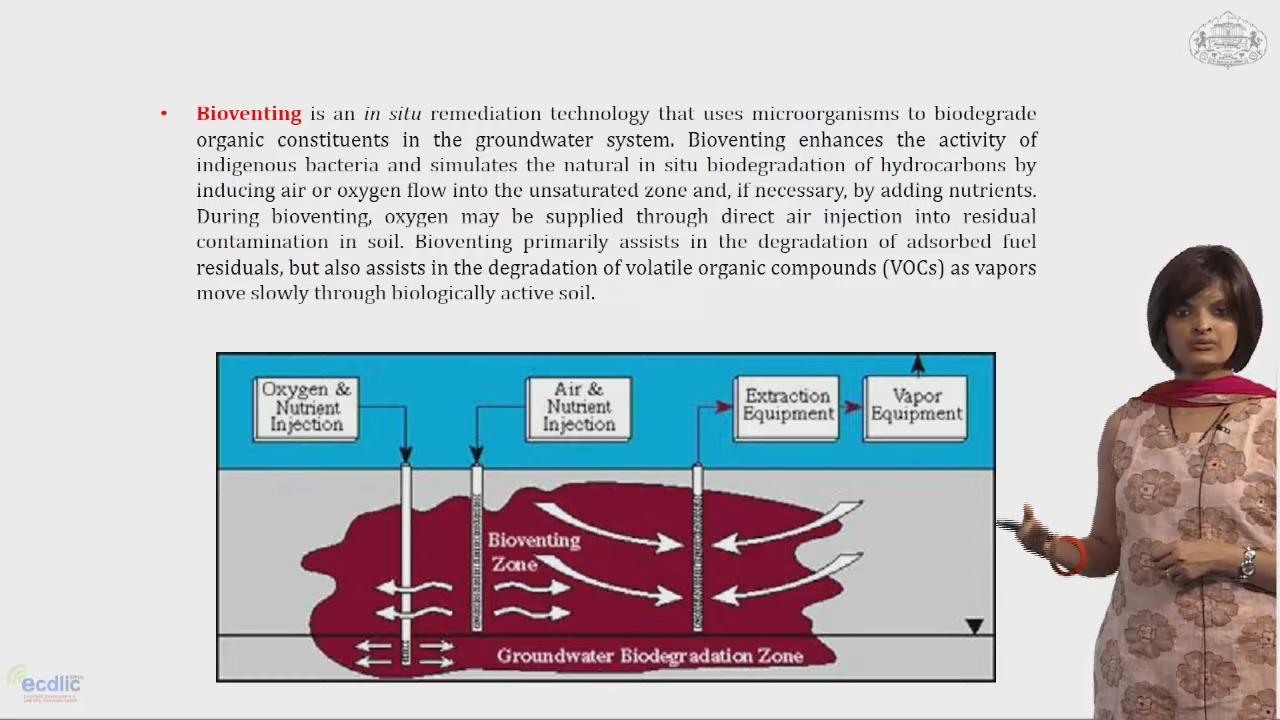 • Bioventing is an in situ remediation technology that uses microorganisms to biodegrade
organic constituents in the groundwater system. Bioventing enhances the activity of
indigenous bacteria and simulates the natural in situ biodegradation of hydrocarbons by
inducing air or oxygen flow into the unsaturated zone and, if necessary, by adding nutrients.
During bioventing, oxygen may be supplied through direct air injection into residual
contamination in soil. Bioventing primarily assists in the degradation of adsorbed fuel
residuals, but also assists in the degradation of volatile organic compounds (VOCs) as vapors
move slowly through biologically active soil.
Oxygen &
Nutrient
Injection
Air &
Nutrient
Injection
Extraction
Equipment
Vapor
Equipment
Bioventing
Zone
Groundwater Biodegradation Zone
ecdlic